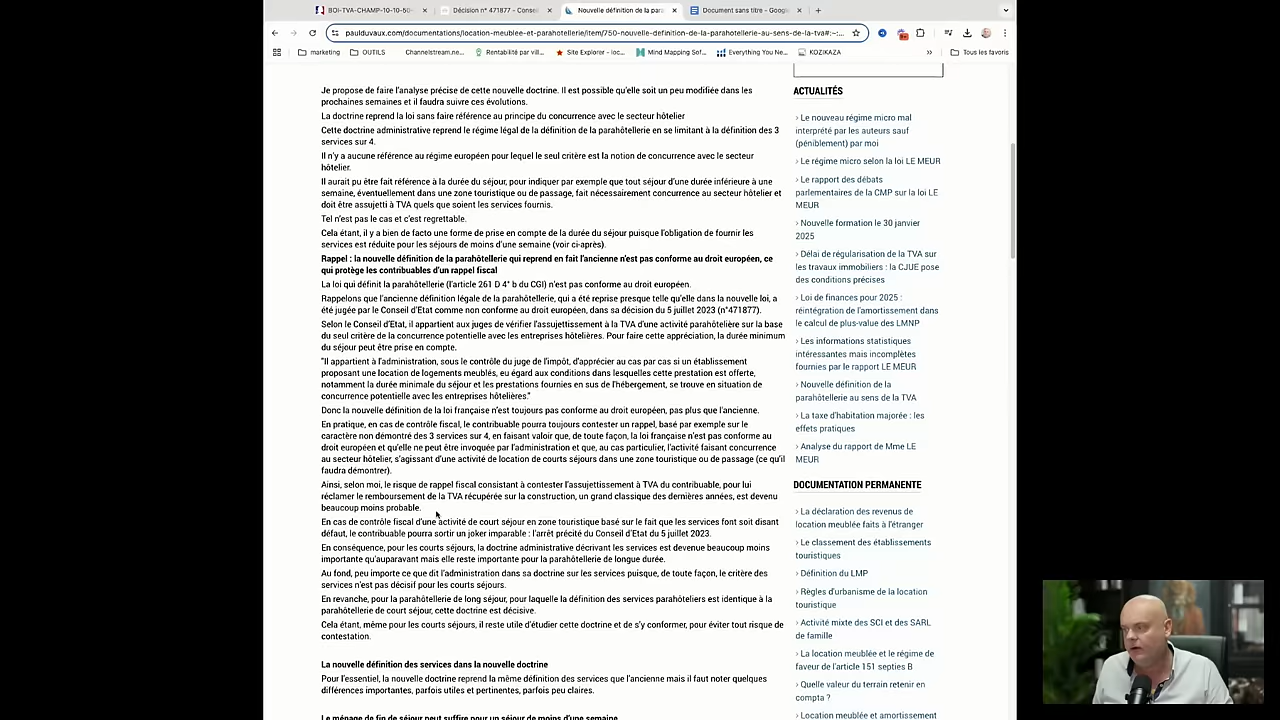 BOI-TVA-CHAMP-10-10-50-
Décision n° 471877 - Conse
Nouvelle définition de la para
Document sans titre - Google
paulduvaux.com/documentations/location-meublee-et-parahotellerie/item/750-nouvelle-definition-de-la-parahotellerie-au-sens-de-la-tva#:~:...
marketing
OUTILS
Channelstream.ne...
Rentabilité par vill...
Site Explorer - loc...
Mind Mapping Sof...
Everything You Ne...
KOZIKAZA
»
Tous les favoris
Je propose de faire l'analyse précise de cette nouvelle doctrine. Il est possible qu'elle soit un peu modifiée dans les
prochaines semaines et il faudra suivre ces évolutions.
La doctrine reprend la loi sans faire référence au principe du concurrence avec le secteur hôtelier
Cette doctrine administrative reprend le régime légal de la définition de la parahôtellerie en se limitant à la définition des 3
services sur 4.
Il n'y a aucune référence au régime européen pour lequel le seul critère est la notion de concurrence avec le secteur
hôtelier.
Il aurait pu être fait référence à la durée du séjour, pour indiquer par exemple que tout séjour d'une durée inférieure à une
semaine, éventuellement dans une zone touristique ou de passage, fait nécessairement concurrence au secteur hôtelier et
doit être assujetti à TVA quels que soient les services fournis.
Tel n'est pas le cas et c'est regrettable.
Cela étant, il y a bien de facto une forme de prise en compte de la durée du séjour puisque l'obligation de fournir les
services est réduite pour les séjours de moins d'une semaine (voir ci-après).
Rappel : la nouvelle définition de la parahôtellerie qui reprend en fait l'ancienne n'est pas conforme au droit européen, ce
qui protège les contribuables d'un rappel fiscal
La loi qui définit la parahôtellerie (l'article 261 D 4° b du CGI) n'est pas conforme au droit européen.
Rappelons que l'ancienne définition légale de la parahôtellerie, qui a été reprise presque telle qu'elle dans la nouvelle loi, a
été jugée par le Conseil d'Etat comme non conforme au droit européen, dans sa décision du 5 juillet 2023 (n°471877).
Selon le Conseil d'Etat, il appartient aux juges de vérifier l'assujettissement à la TVA d'une activité parahôtelière sur la base
du seul critère de la concurrence potentielle avec les entreprises hôtelières. Pour faire cette appréciation, la durée minimum
du séjour peut être prise en compte.
"Il appartient à l'administration, sous le contrôle du juge de l'impôt, d'apprécier au cas par cas si un établissement
proposant une location de logements meublés, eu égard aux conditions dans lesquelles cette prestation est offerte,
notamment la durée minimale du séjour et les prestations fournies en sus de l'hébergement, se trouve en situation de
concurrence potentielle avec les entreprises hôtelières."
Donc la nouvelle définition de la loi française n'est toujours pas conforme au droit européen, pas plus que l'ancienne.
En pratique, en cas de contrôle fiscal, le contribuable pourra toujours contester un rappel, basé par exemple sur le
caractère non démontré des 3 services sur 4, en faisant valoir que, de toute façon, la loi française n'est pas conforme au
droit européen et qu'elle ne peut être invoquée par l'administration et que, au cas particulier, l'activité faisant concurrence
au secteur hôtelier, s'agissant d'une activité de location de courts séjours dans une zone touristique ou de passage (ce qu'il
faudra démontrer).
Ainsi, selon moi, le risque de rappel fiscal consistant à contester l'assujettissement à TVA du contribuable, pour lui
réclamer le remboursement de la TVA récupérée sur la construction, un grand classique des dernières années, est devenu
beaucoup moins probable.
En cas de contrôle fiscal d'une activité de court séjour en zone touristique basé sur le fait que les services font soit disant
défaut, le contribuable pourra sortir un joker imparable : l'arrêt précité du Conseil d'Etat du 5 juillet 2023.
En conséquence, pour les courts séjours, la doctrine administrative décrivant les services est devenue beaucoup moins
importante qu'auparavant mais elle reste importante pour la parahôtellerie de longue durée.
Au fond, peu importe ce que dit l'administration dans sa doctrine sur les services puisque, de toute façon, le critère des
services n'est pas décisif pour les courts séjours.
En revanche, pour la parahôtellerie de long séjour, pour laquelle la définition des services parahôteliers est identique à la
parahôtellerie de court séjour, cette doctrine est décisive.
Cela étant, même pour les courts séjours, il reste utile d'étudier cette doctrine et de s'y conformer, pour éviter tout risque de
contestation.
La nouvelle définition des services dans la nouvelle doctrine
Pour l'essentiel, la nouvelle doctrine reprend la même définition des services que l'ancienne mais il faut noter quelques
différences importantes, parfois utiles et pertinentes, parfois peu claires.
Le ménage de fin de séjour peut suffire pour un séjour de moins d'une semaine
ACTUALITÉS
› Le nouveau régime micro mal
interprété par les auteurs sauf
(péniblement) par moi
› Le régime micro selon la loi LE MEUR
› Le rapport des débats
parlementaires de la CMP sur la loi LE
MEUR
› Nouvelle formation le 30 janvier
2025
› Délai de régularisation de la TVA sur
les travaux immobiliers : la CJUE pose
des conditions précises
› Loi de finances pour 2025 :
réintégration de l'amortissement dans
le calcul de plus-value des LMNP
› Les informations statistiques
intéressantes mais incomplètes
fournies par le rapport LE MEUR
› Nouvelle définition de la
parahôtellerie au sens de la TVA
› La taxe d'habitation majorée : les
effets pratiques
› Analyse du rapport de Mme LE
MEUR
DOCUMENTATION PERMANENTE
› La déclaration des revenus de
location meublée faits à l'étranger
› Le classement des établissements
touristiques
› Définition du LMP
› Règles d'urbanisme de la location
touristique
› Activité mixte des SCI et des SARL
de famille
› La location meublée et le régime de
faveur de l'article 151 septies B
› Quelle valeur du terrain retenir en
compta ?
› Location meublée et amortissement